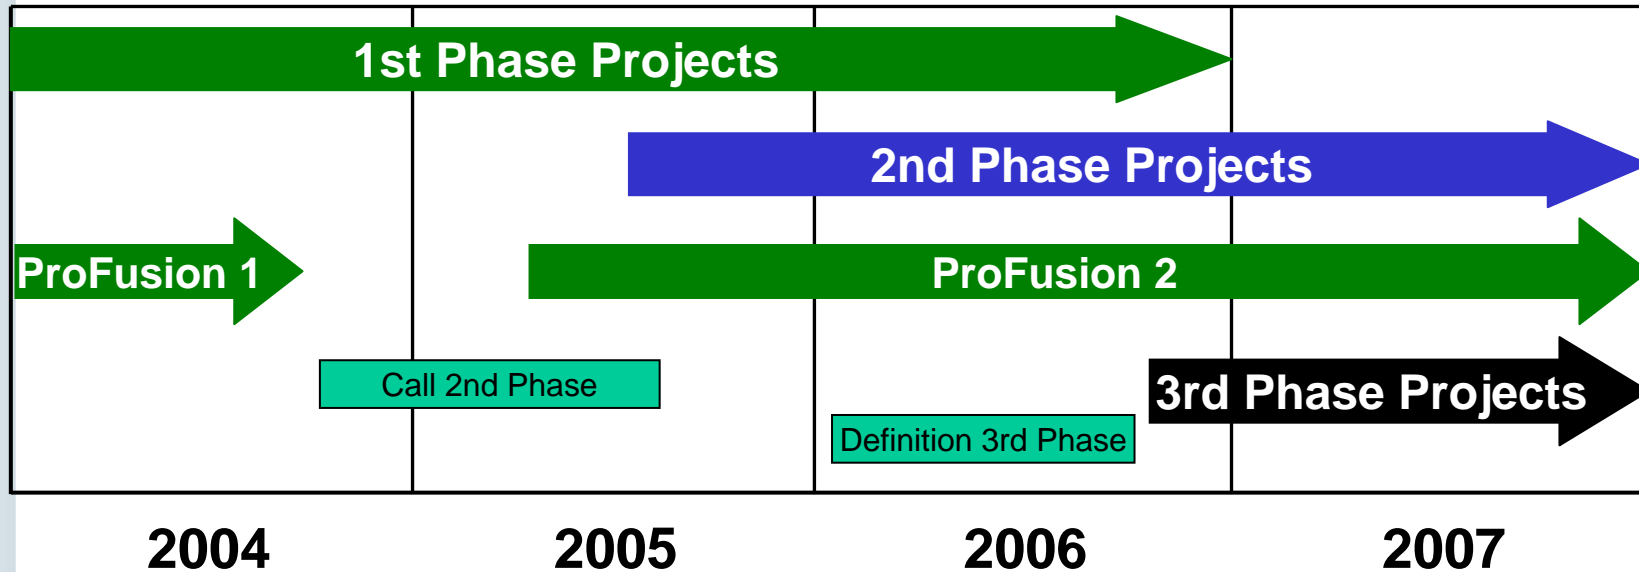 1st Phase Projects
2nd Phase Projects
ProFusion 1
ProFusion 2
Call 2nd Phase
3rd Phase Projects
Definition 3rd Phase
2004 2005 2006 2007